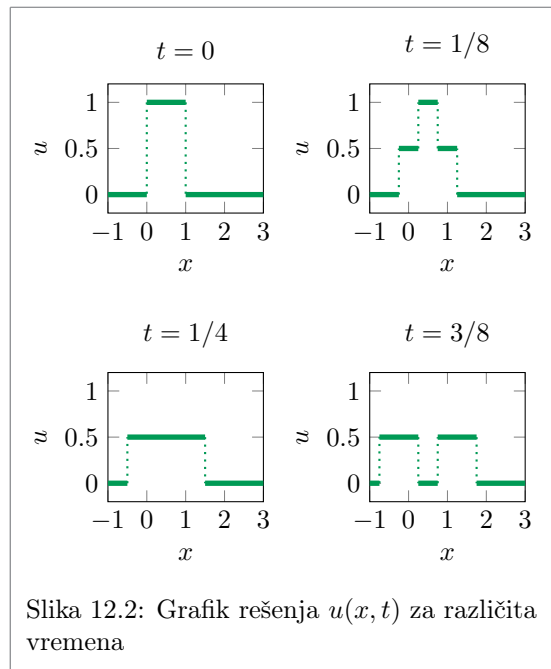 t = 0
t = 1/8
1
0.5
0
u
−1 0 1 2 3
x
1
0.5
0
u
−1 0 1 2 3
x
t = 1/4
t = 3/8
1
0.5
0
u
−1 0 1 2 3
x
1
0.5
0
u
−1 0 1 2 3
x
Slika 12.2: Grafik rešenja u(x, t) za različita
vremena